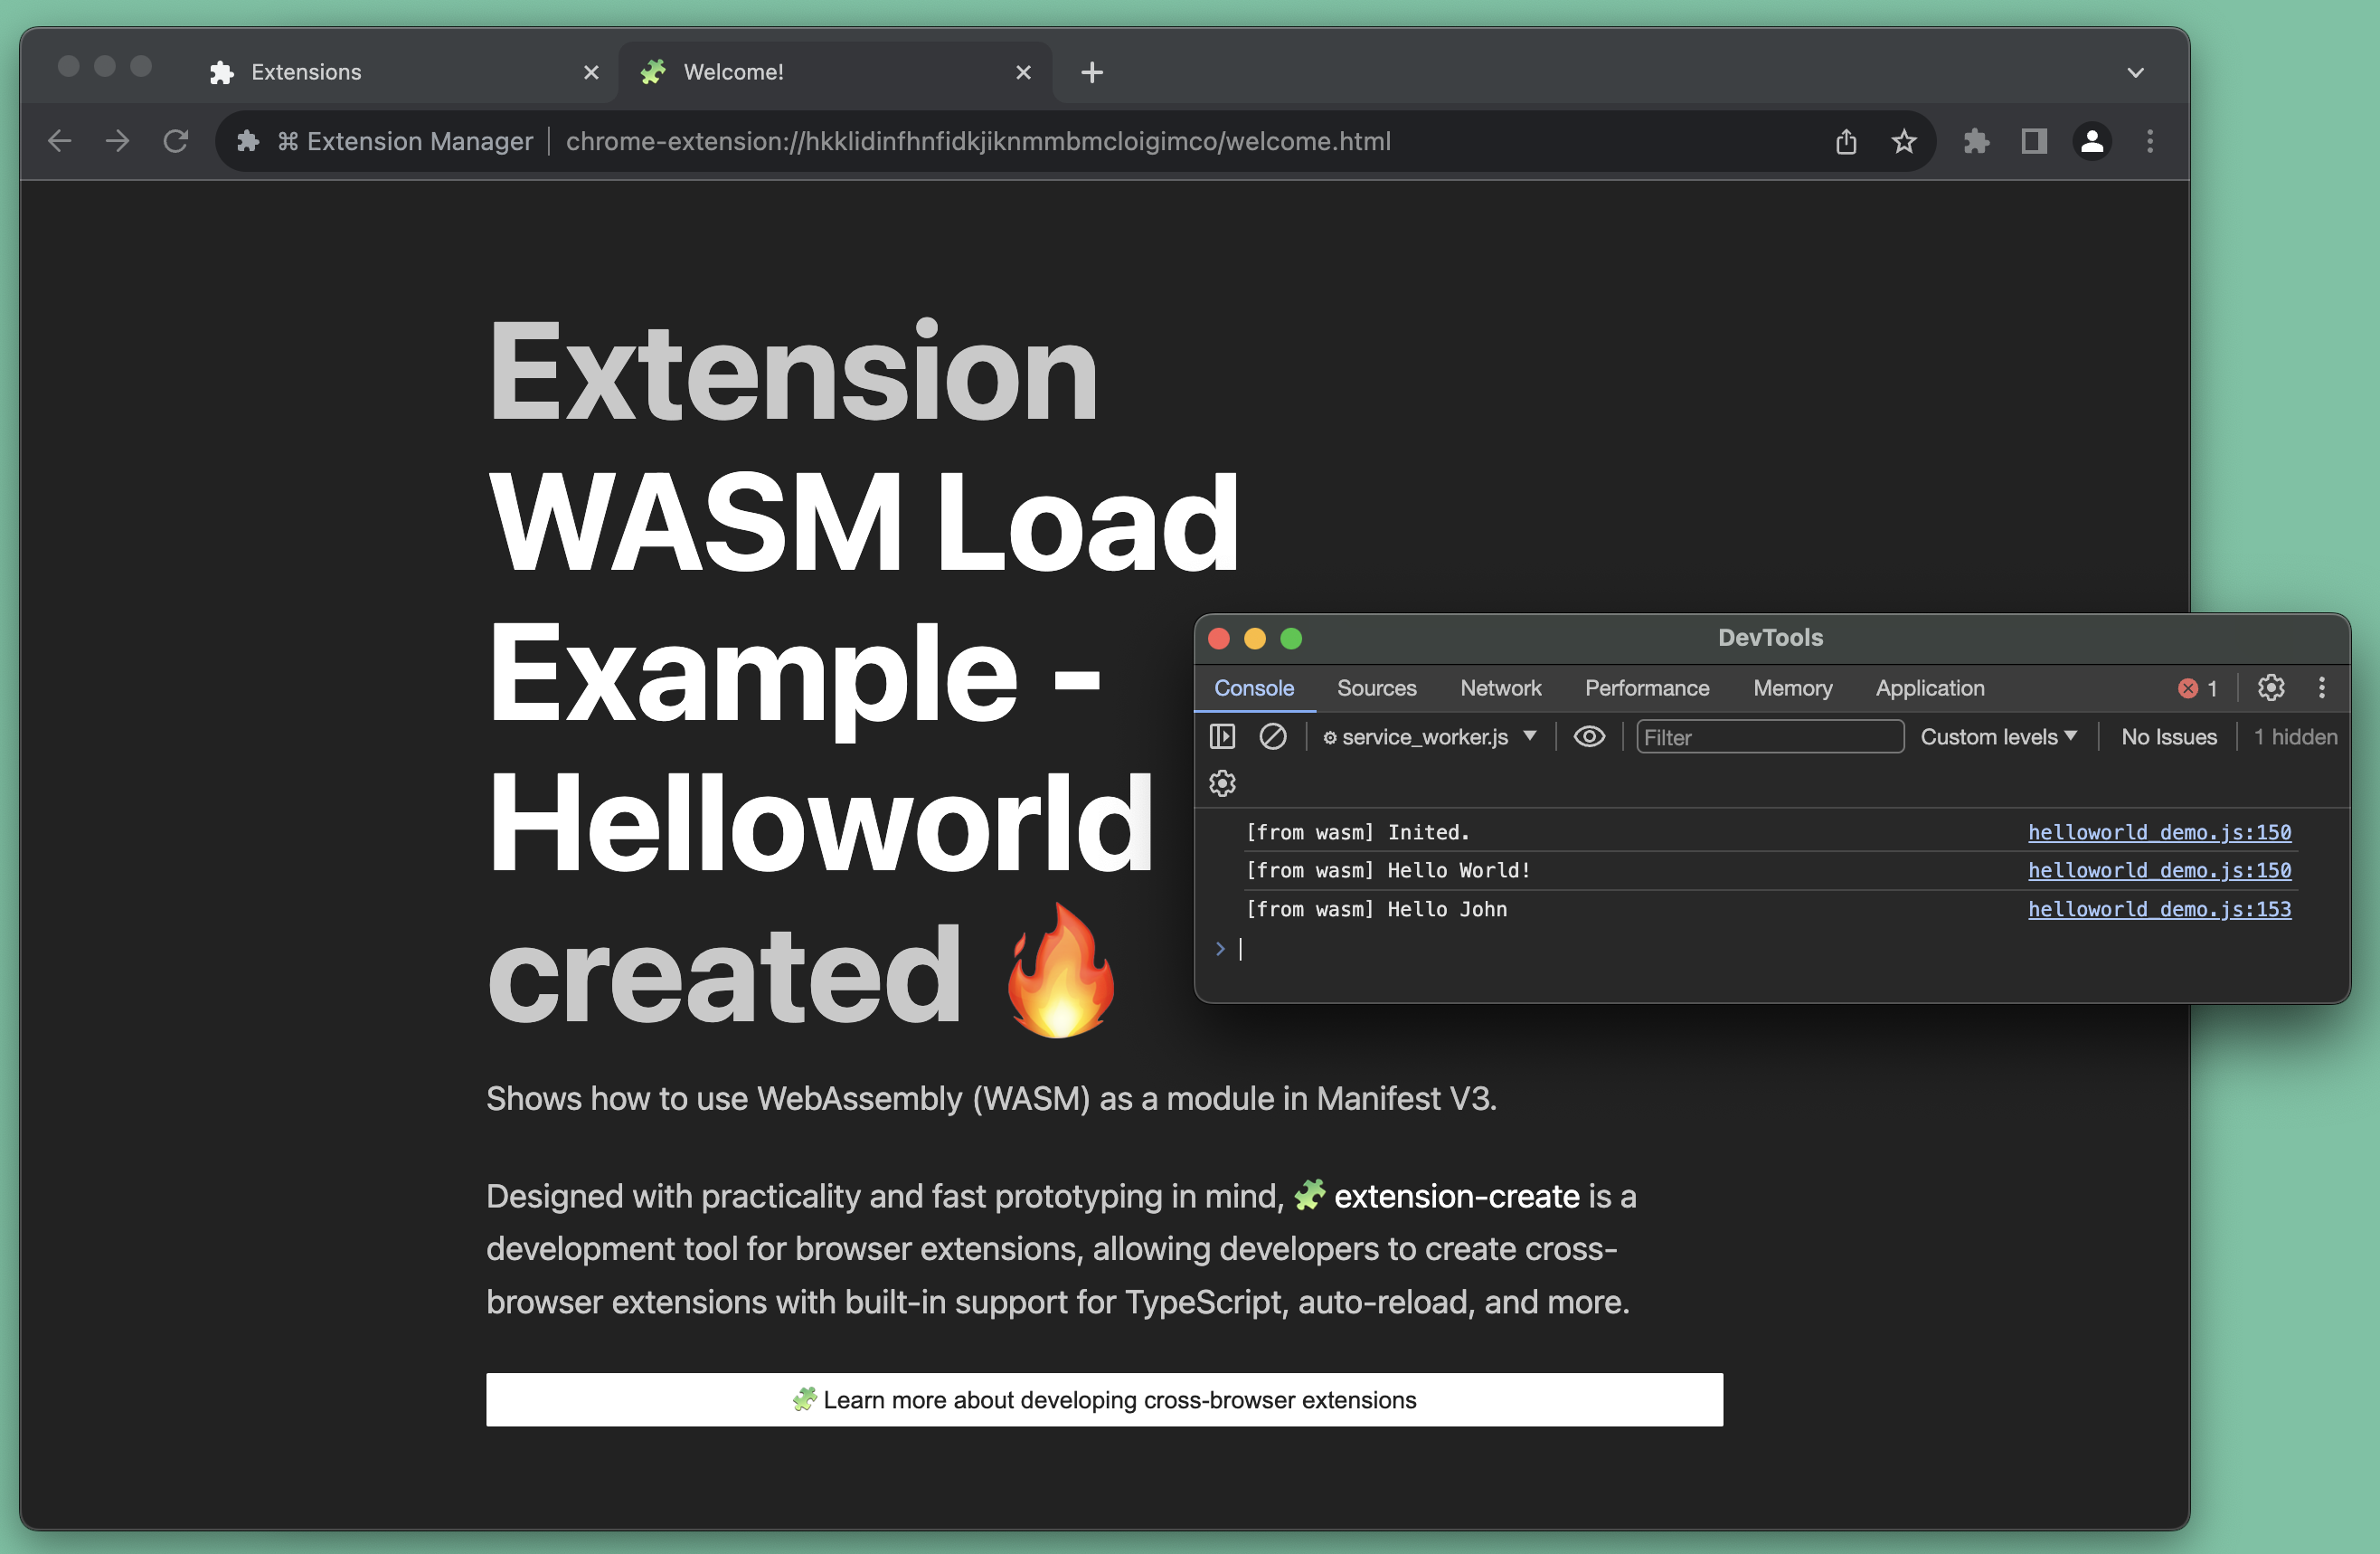 Extensions
Welcome!
⌘ Extension Manager
chrome-extension://hkklidinfhnfidkjiknmmbmcloigimco/welcome.html
Extension
WASM Load
Example -
Helloworld
created 🔥
Shows how to use WebAssembly (WASM) as a module in Manifest V3.
Designed with practicality and fast prototyping in mind, 🧩 extension-create is a
development tool for browser extensions, allowing developers to create cross-
browser extensions with built-in support for TypeScript, auto-reload, and more.
🧩 Learn more about developing cross-browser extensions
DevTools
Console Sources Network Performance Memory Application 1
service_worker.js Filter Custom levels No Issues 1 hidden
[from wasm] Inited. helloworld_demo.js:150
[from wasm] Hello World! helloworld_demo.js:150
[from wasm] Hello John helloworld_demo.js:153